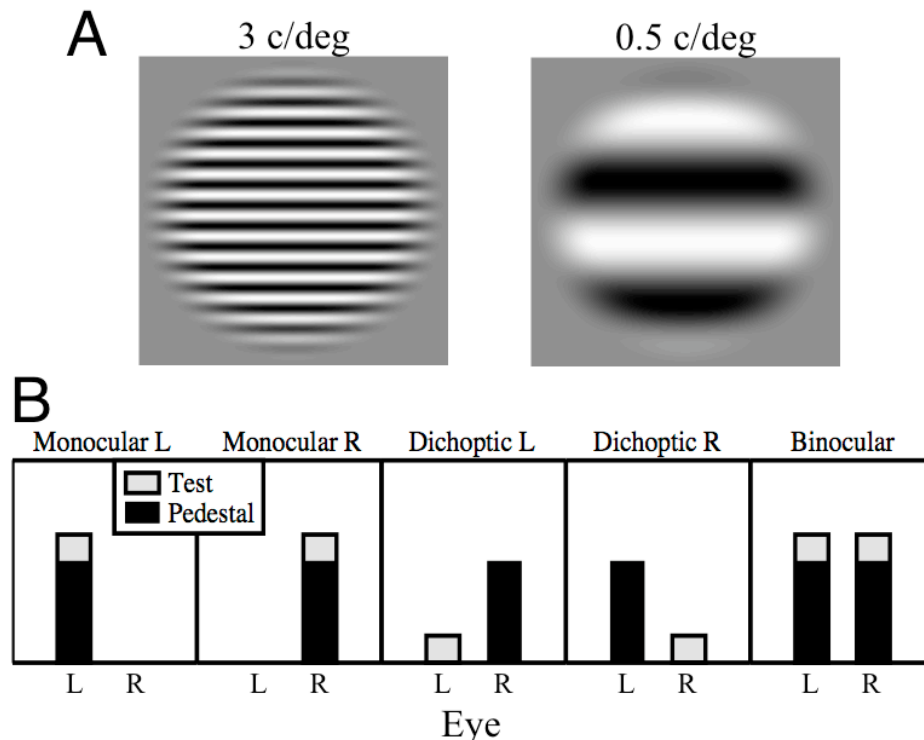 A
3 c/deg 0.5 c/deg
B
Monocular L Monocular R Dichoptic L Dichoptic R Binocular
Test
Pedestal
L R L R L R L R L R
Eye